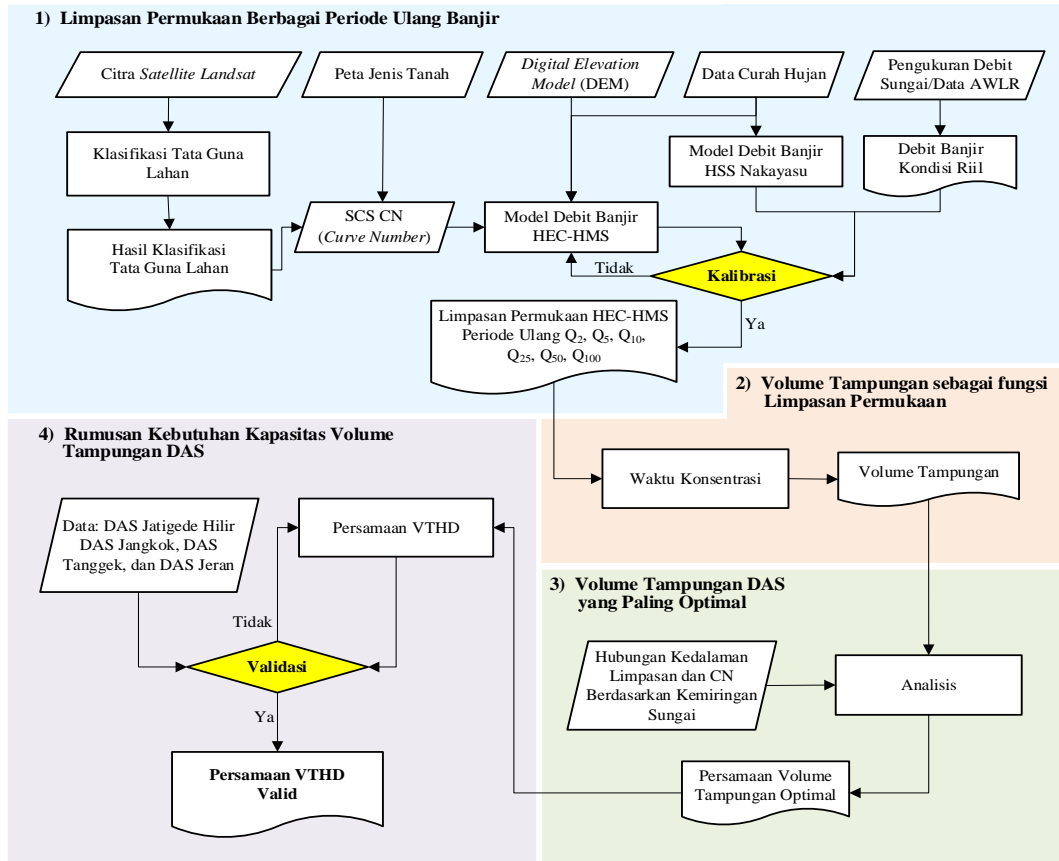 1) Limpasan Permukaan Berbagai Periode Ulang Banjir
Citra Satellite Landsat
Peta Jenis Tanah
Digital Elevation
Model (DEM)
Data Curah Hujan
Pengukuran Debit
Sungai/Data AWLR
Klasifikasi Tata Guna
Lahan
Model Debit Banjir
HSS Nakayasu
Debit Banjir
Kondisi Riil
Hasil Klasifikasi
Tata Guna Lahan
SCS CN
(Curve Number)
Model Debit Banjir
HEC-HMS
Tidak
Kalibrasi
Ya
Limpasan Permukaan HEC-HMS
Periode Ulang Q₂, Q₅, Q₁₀,
Q₂₅, Q₅₀, Q₁₀₀
2) Volume Tampungan sebagai fungsi
Limpasan Permukaan
Waktu Konsentrasi
Volume Tampungan
3) Volume Tampungan DAS
yang Paling Optimal
Hubungan Kedalaman
Limpasan dan CN
Berdasarkan Kemiringan
Sungai
Analisis
Persamaan Volume
Tampungan Optimal
4) Rumusan Kebutuhan Kapasitas Volume
Tampungan DAS
Data: DAS Jatigede Hilir
DAS Jangkok, DAS
Tanggek, dan DAS Jeran
Persamaan VTHD
Tidak
Validasi
Ya
Persamaan VTHD
Valid